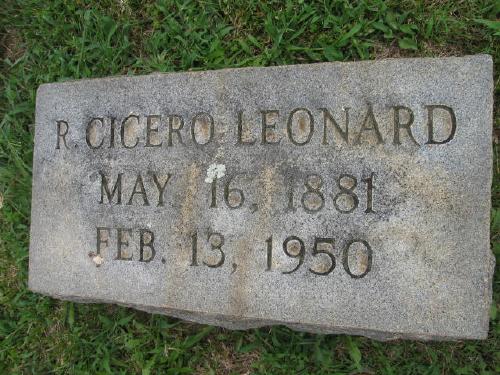 R. CICERO LEONARD
MAY 16, 1881
FEB. 13, 1950